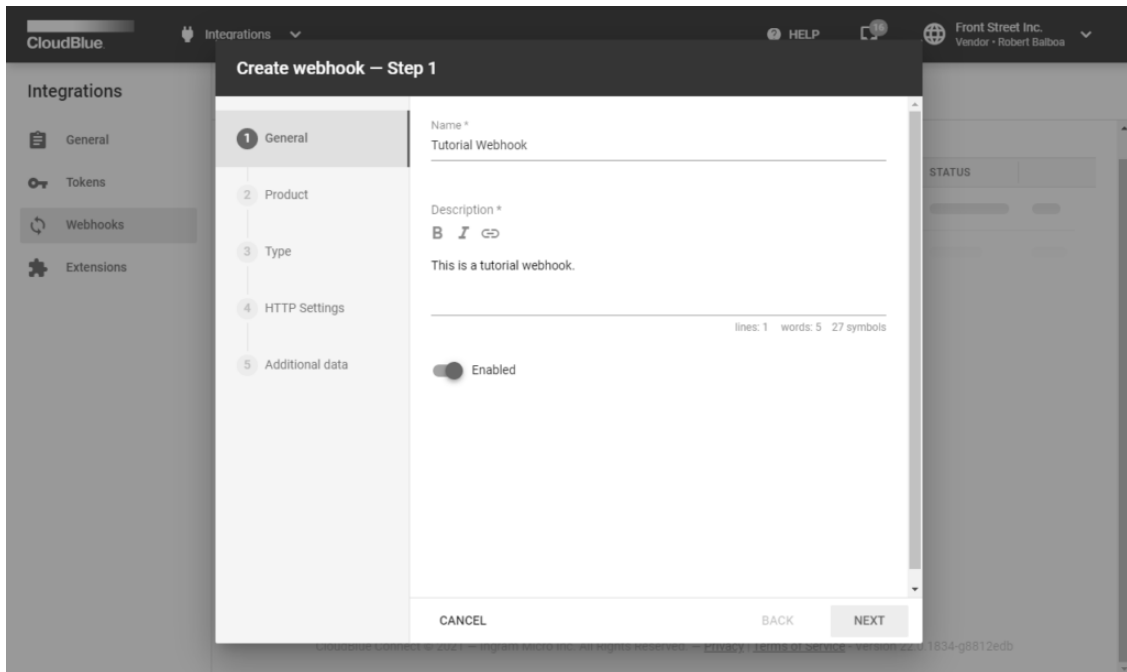 CloudBlue
Integrations
HELP
16
Front Street Inc.
Vendor • Robert Balboa
Integrations
General
Tokens
Webhooks
Extensions
Create webhook — Step 1
1 General
2 Product
3 Type
4 HTTP Settings
5 Additional data
Name *
Tutorial Webhook
Description *
B I
This is a tutorial webhook.
lines: 1 words: 5 27 symbols
Enabled
STATUS
CANCEL
BACK
NEXT
CloudBlue Connect © 2021 — Ingram Micro Inc. All Rights Reserved. — Privacy | Terms of Service - Version 22.0.1834-g8812edb